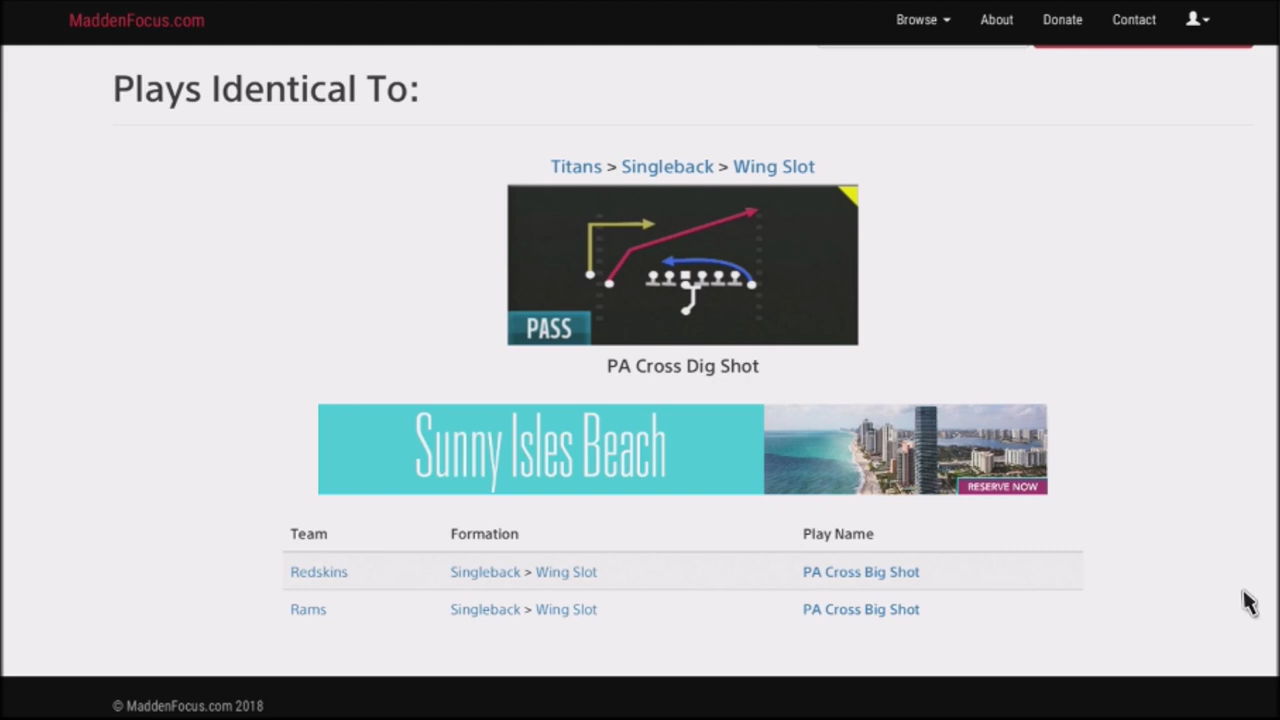 MaddenFocus.com
Browse
About
Donate
Contact
Plays Identical To:
Titans > Singleback > Wing Slot
PASS
PA Cross Dig Shot
Sunny Isles Beach
RESERVE NOW
Team Formation Play Name
Redskins Singleback > Wing Slot PA Cross Big Shot
Rams Singleback > Wing Slot PA Cross Big Shot
© MaddenFocus.com 2018